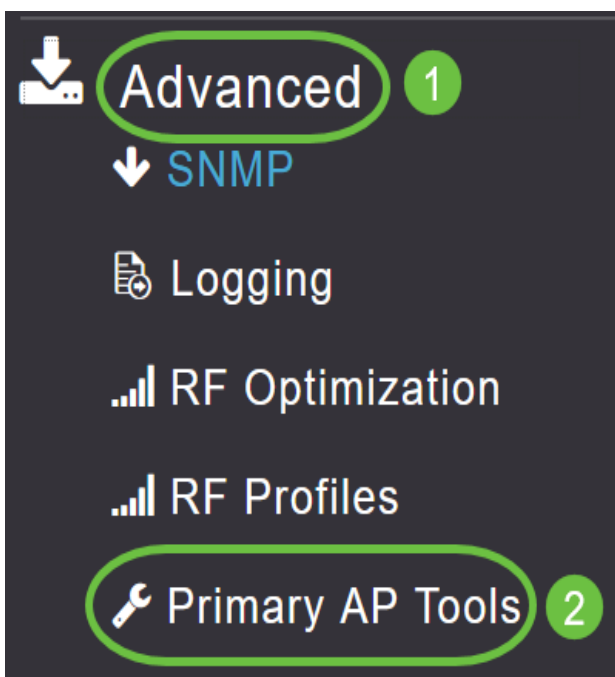 Advanced 1
SNMP
Logging
RF Optimization
RF Profiles
Primary AP Tools 2